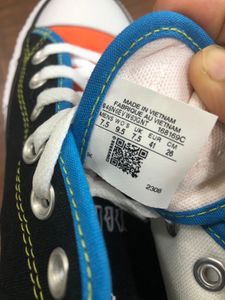 MADE IN VIETNAM
FABRIQUÉ AU VIETNAM
168169C
MENS WO'S UK EUR CM
7.5 9.5 7.5 41 26
2308